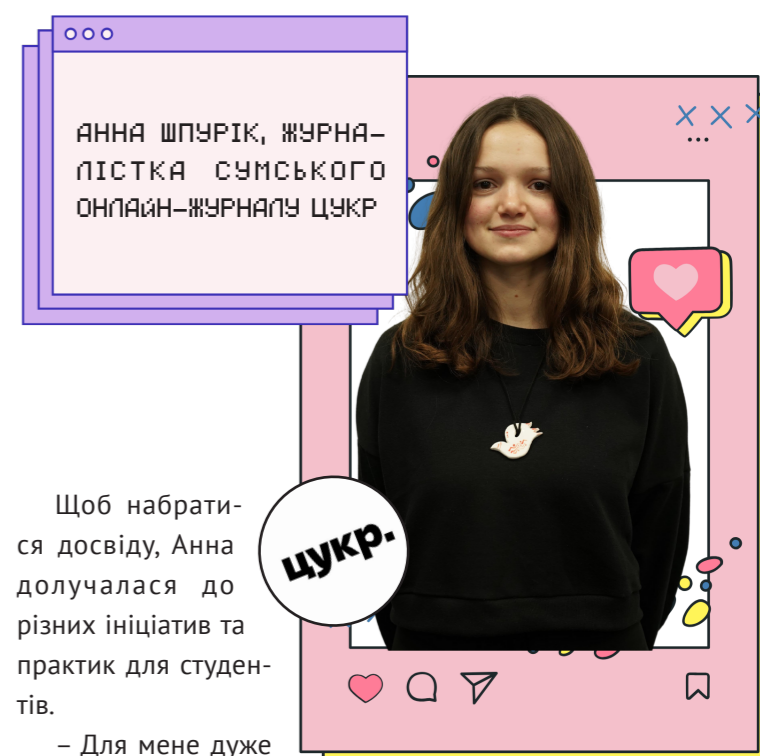 АННА ШПУРІК, ЖУРНА-
ЛІСТКА СУМСЬКОГО
ОНЛАЙН-ЖУРНАЛУ ЦУКР
цукр.
Щоб набрати-
ся досвіду, Анна
долучалася до
різних ініціатив та
практик для студен-
тів.
– Для мене дуже